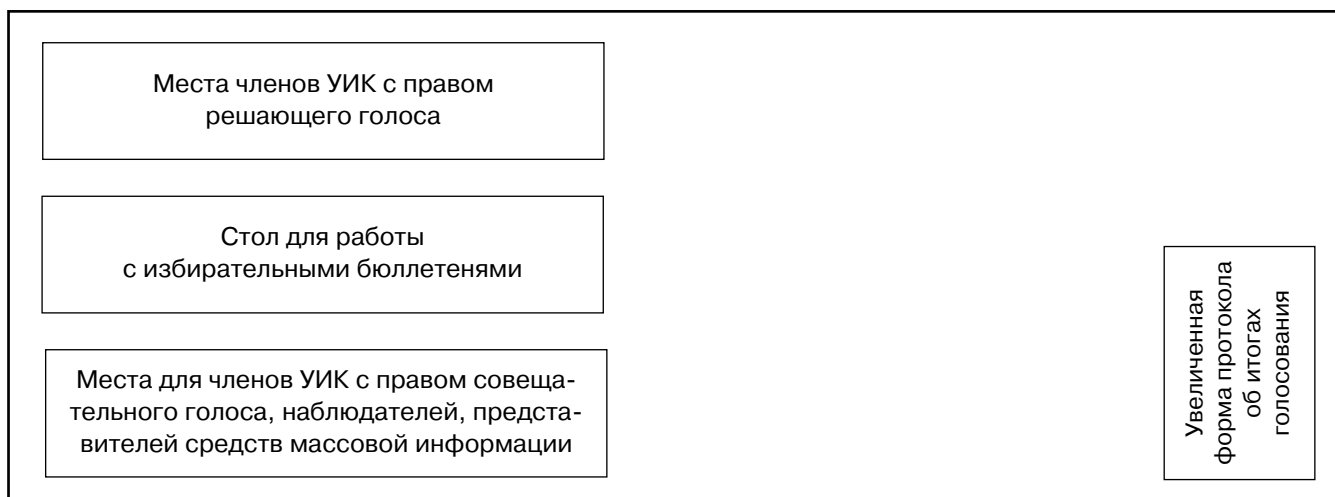 Места членов УИК с правом
решающего голоса
Стол для работы
с избирательными бюллетенями
Места для членов УИК с правом совеща-
тельного голоса, наблюдателей, предста-
вителей средств массовой информации
Увеличенная
форма протокола
об итогах
голосования